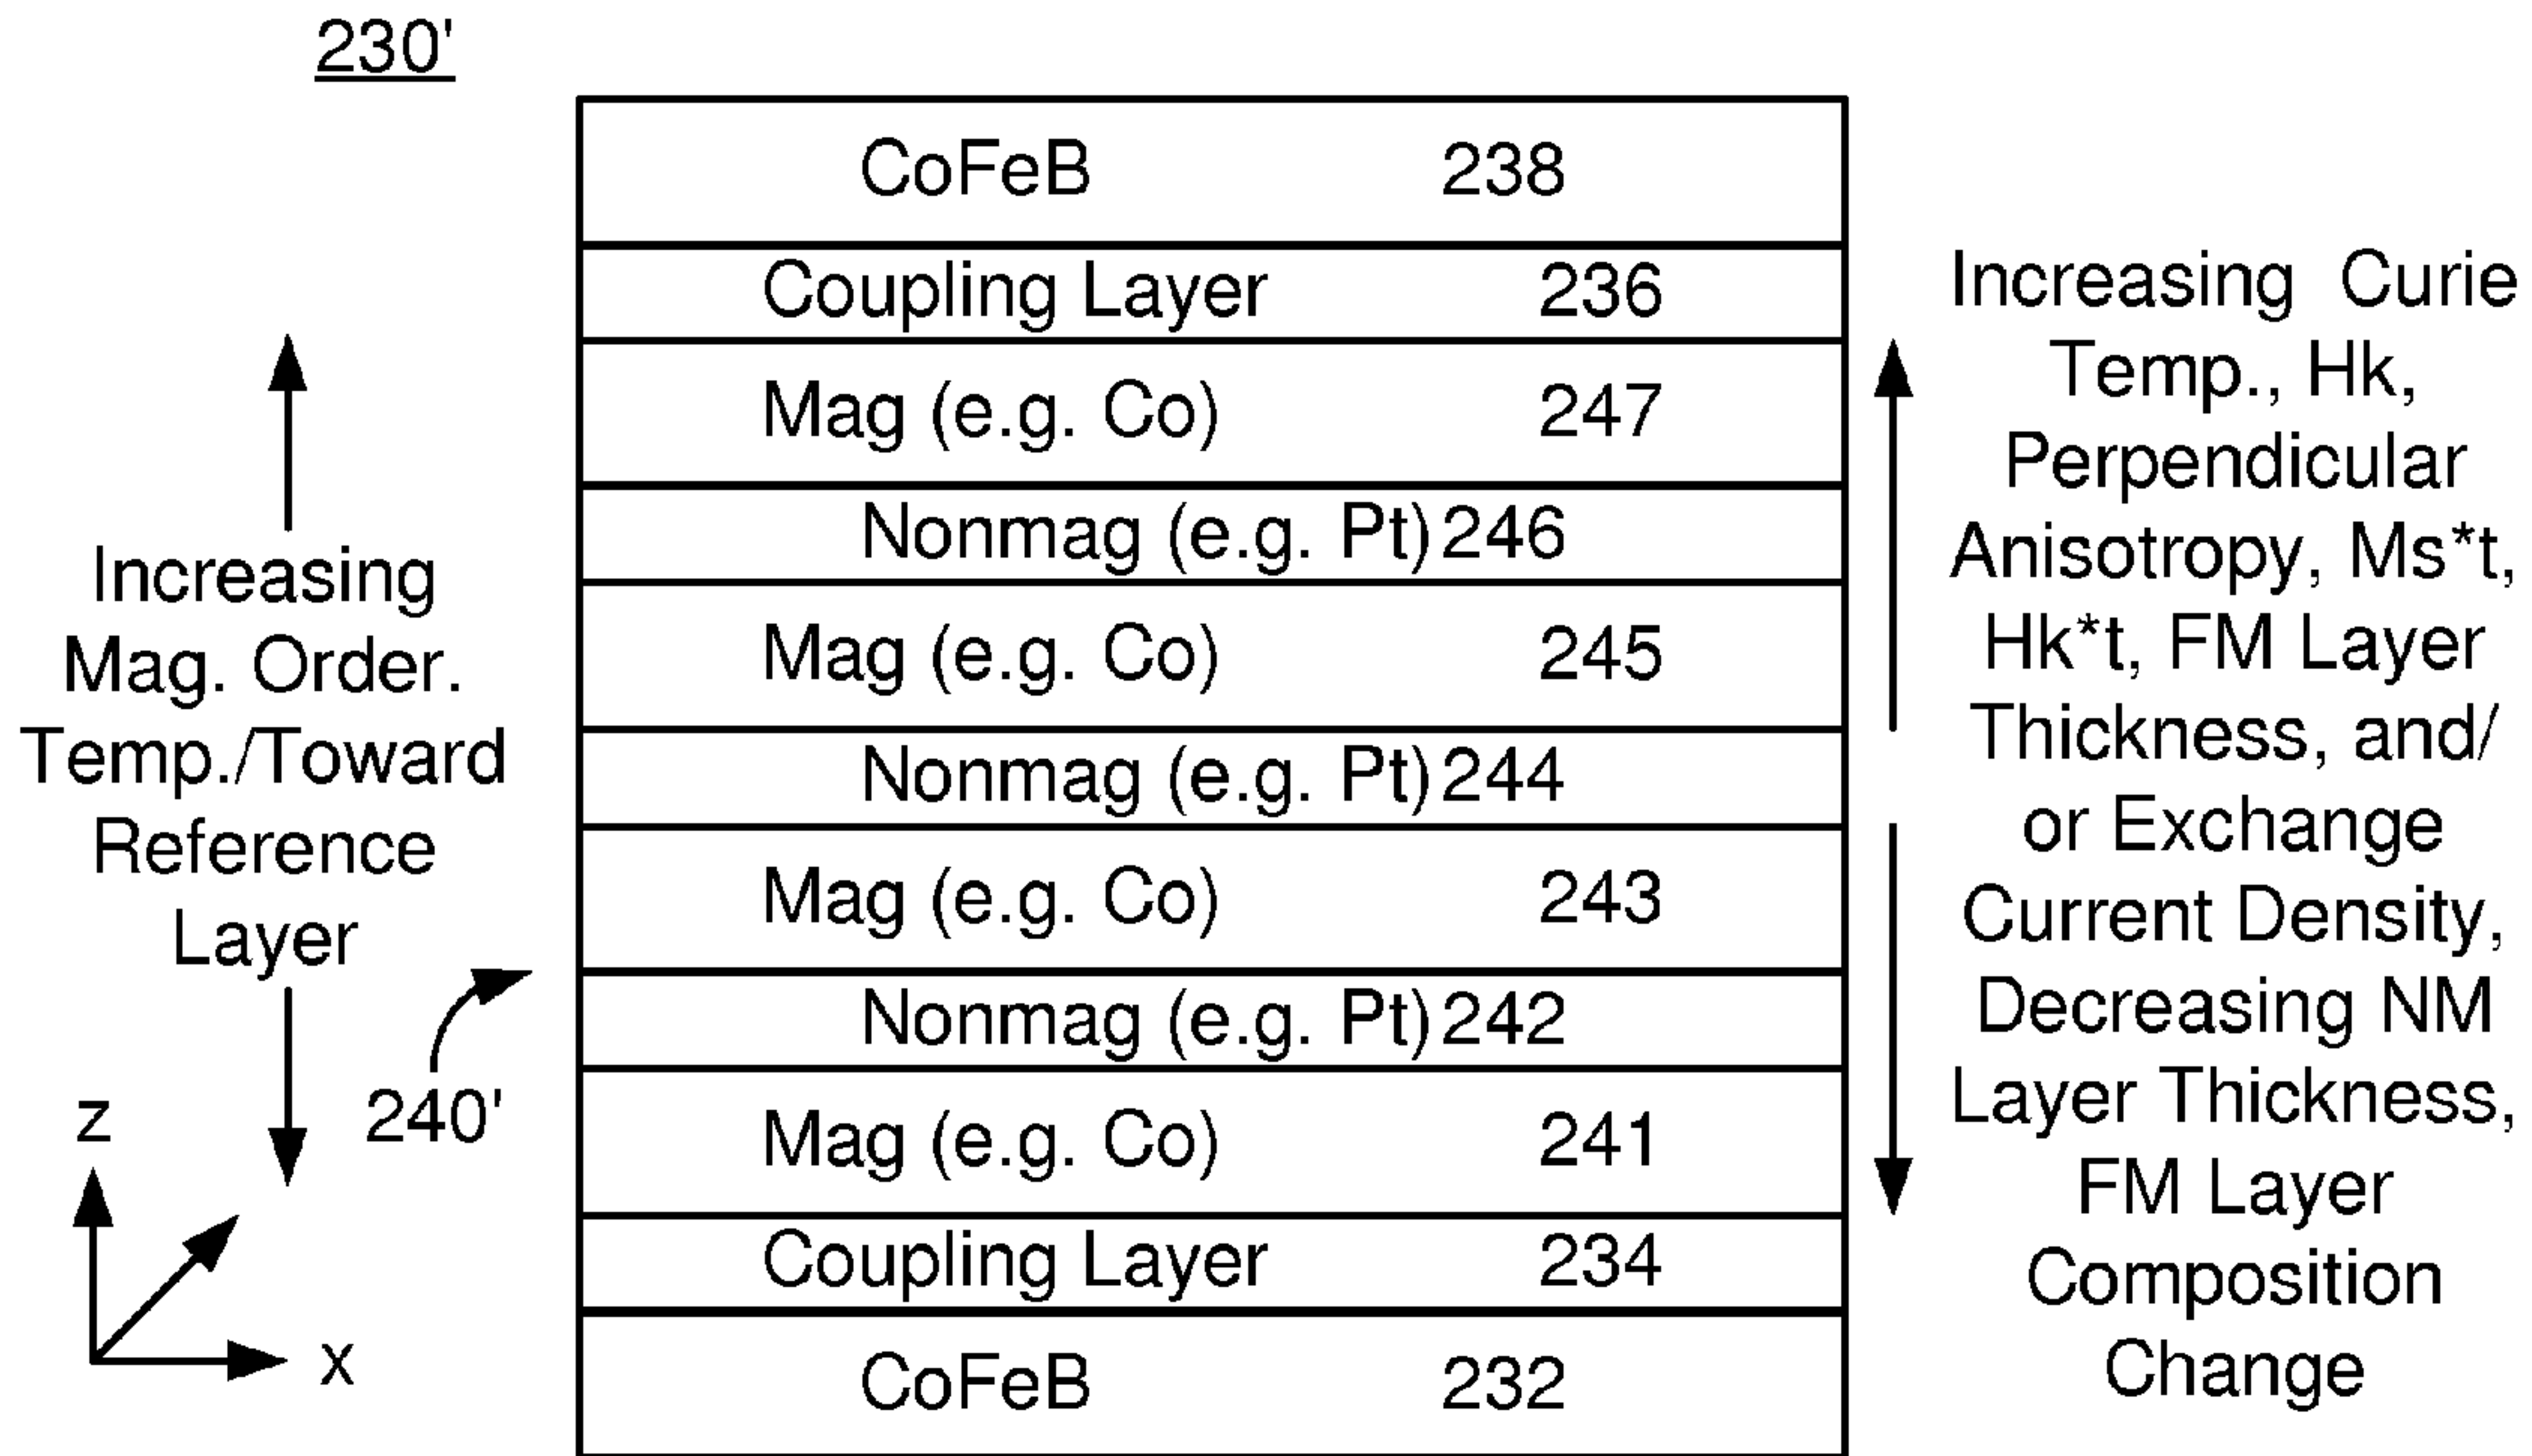 230'
CoFeB 238
Coupling Layer 236
Mag (e.g. Co) 247
Nonmag (e.g. Pt) 246
Mag (e.g. Co) 245
Nonmag (e.g. Pt) 244
Mag (e.g. Co) 243
Nonmag (e.g. Pt) 242
Mag (e.g. Co) 241
Coupling Layer 234
CoFeB 232
Increasing
Mag. Order.
Temp./Toward
Reference
Layer
240'
z
x
Increasing Curie
Temp., Hk,
Perpendicular
Anisotropy, Ms*t,
Hk*t, FM Layer
Thickness, and/
or Exchange
Current Density,
Decreasing NM
Layer Thickness,
FM Layer
Composition
Change